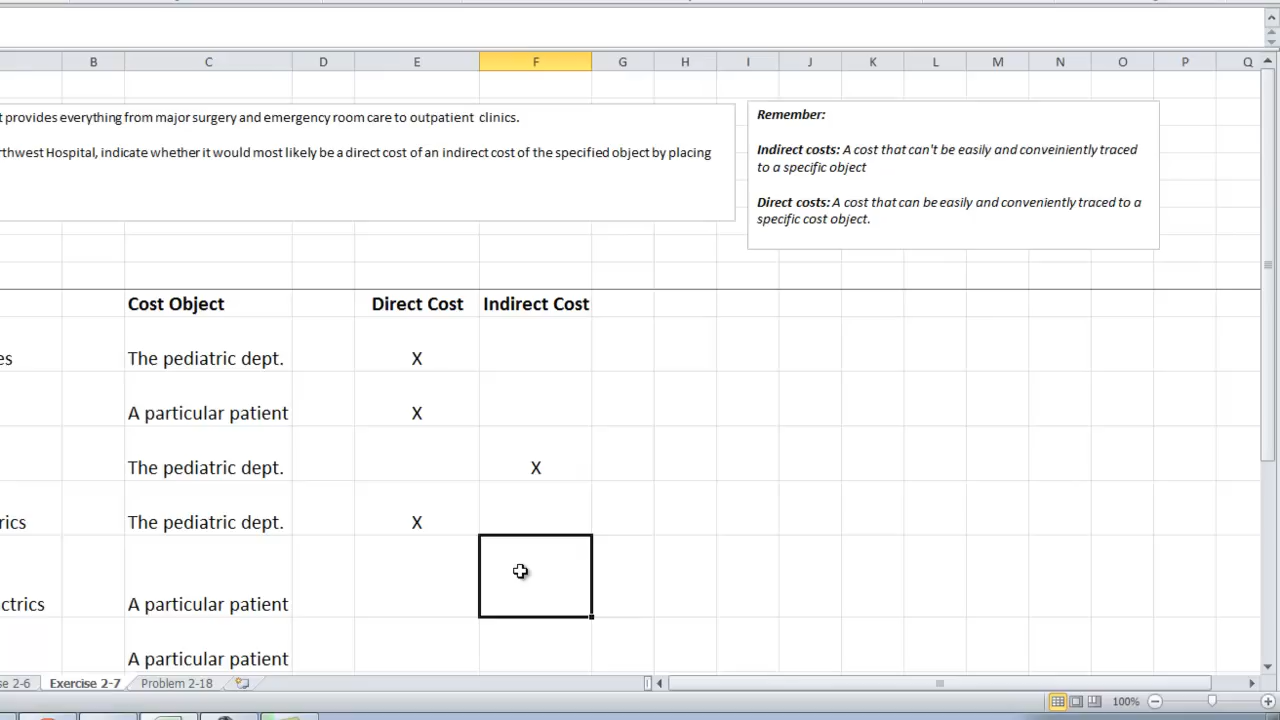 B C D E F G H I J K L M N O P Q
t provides everything from major surgery and emergency room care to outpatient clinics.
rthwest Hospital, indicate whether it would most likely be a direct cost of an indirect cost of the specified object by placing
Remember:
Indirect costs: A cost that can't be easily and conveiniently traced
to a specific object
Direct costs: A cost that can be easily and conveniently traced to a
specific cost object.
Cost Object Direct Cost Indirect Cost
es The pediatric dept. X
A particular patient X
The pediatric dept. X
rics The pediatric dept. X
ctrics A particular patient
A particular patient
se 2-6 Exercise 2-7 Problem 2-18
100%